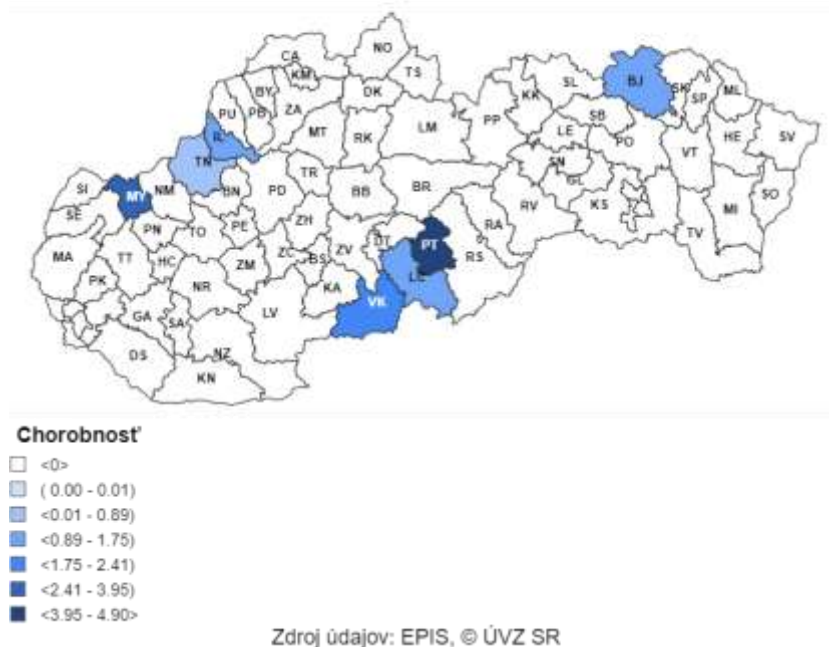 NO
CA
KM
TS
BY
DK
PU
PB
ZA
IL
MT
RK
LM
TN
SI
MY
NM
BN
PD
TR
BB
BR
SE
PN
TO
PE
ZH
MA
TT
HC
ZM
ZC
BS
ZV
DT
PT
RS
RA
PK
NR
KA
LC
VK
GA
SA
LV
DS
NZ
KN
PP
KK
SL
BJ
SK
SP
ML
LE
SB
PO
HE
SV
SN
GL
VT
RV
KS
MI
SO
TV
Chorobnosť
<0>
( 0.00 - 0.01)
<0.01 - 0.89)
<0.89 - 1.75)
<1.75 - 2.41)
<2.41 - 3.95)
<3.95 - 4.90>
Zdroj údajov: EPIS, © ÚVZ SR